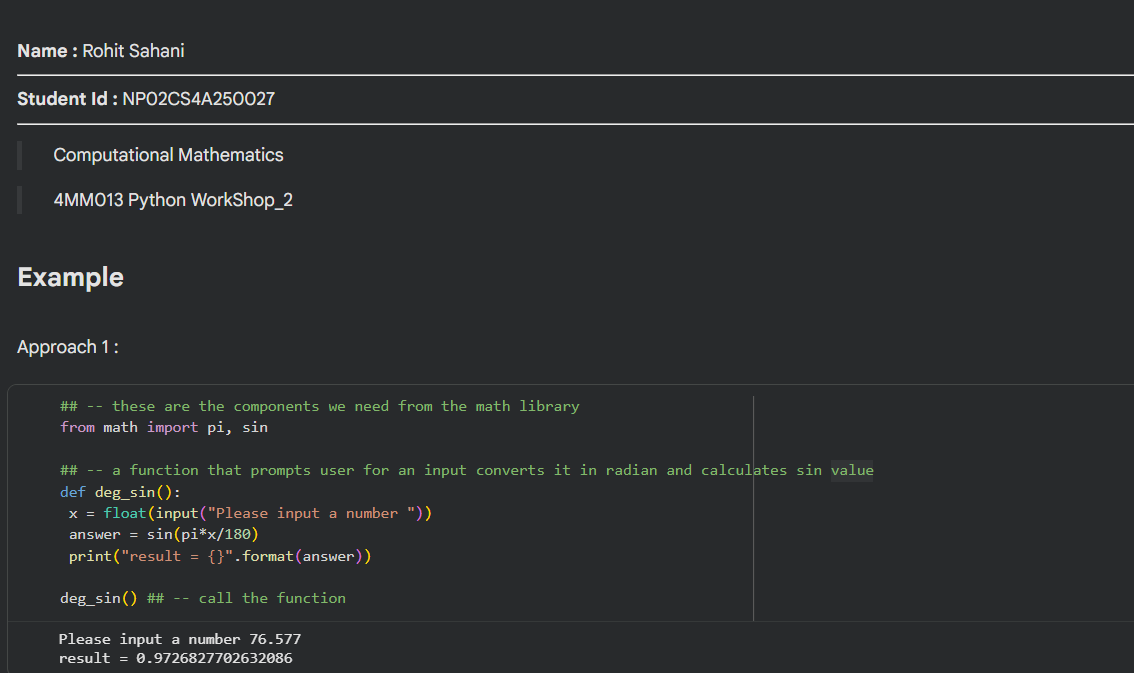 Name : Rohit Sahani
Student Id : NP02CS4A250027
Computational Mathematics
4MM013 Python WorkShop_2
Example
Approach 1 :
## -- these are the components we need from the math library
from math import pi, sin
## -- a function that prompts user for an input converts it in radian and calculates sin value
def deg_sin():
 x = float(input("Please input a number "))
 answer = sin(pi*x/180)
 print("result = {}".format(answer))
deg_sin() ## -- call the function
Please input a number 76.577
result = 0.9726827702632086